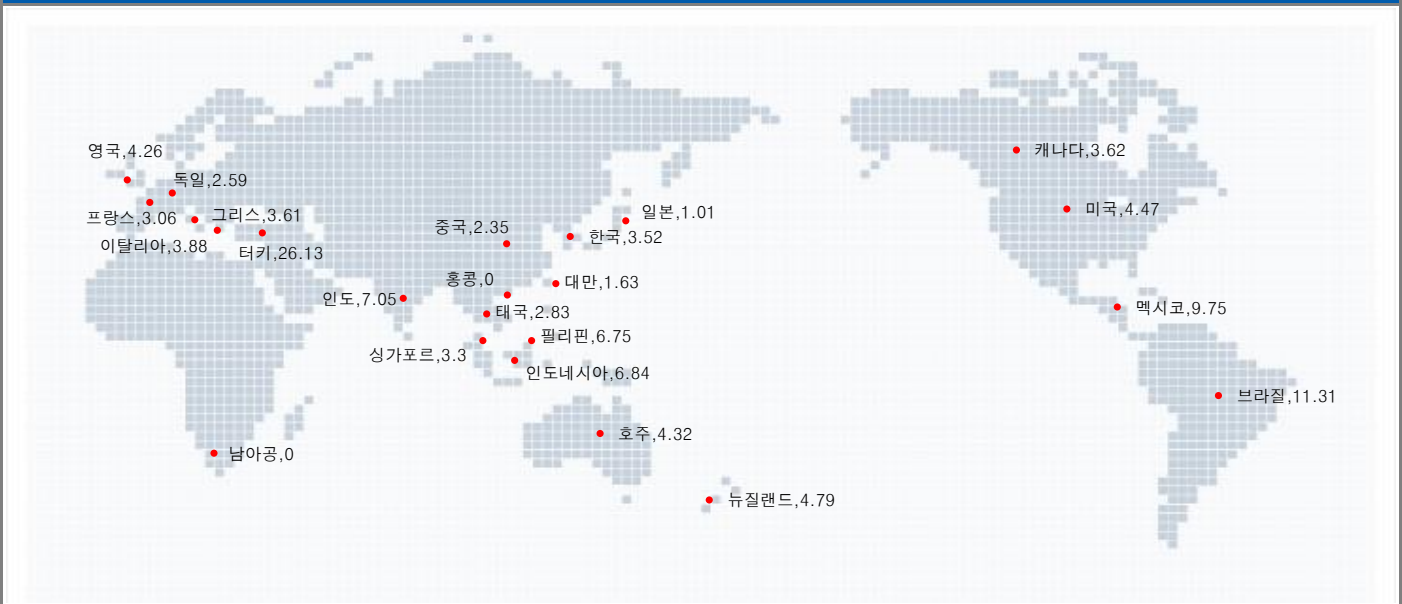 영국,4.26
캐나다,3.62
독일,2.59
프랑스,3.06
그리스,3.61
일본,1.01
미국,4.47
중국,2.35
한국,3.52
이탈리아,3.88
터키,26.13
홍콩,0
대만,1.63
인도,7.05
태국,2.83
멕시코,9.75
필리핀,6.75
싱가포르,3.3
인도네시아,6.84
브라질,11.31
호주,4.32
남아공,0
뉴질랜드,4.79